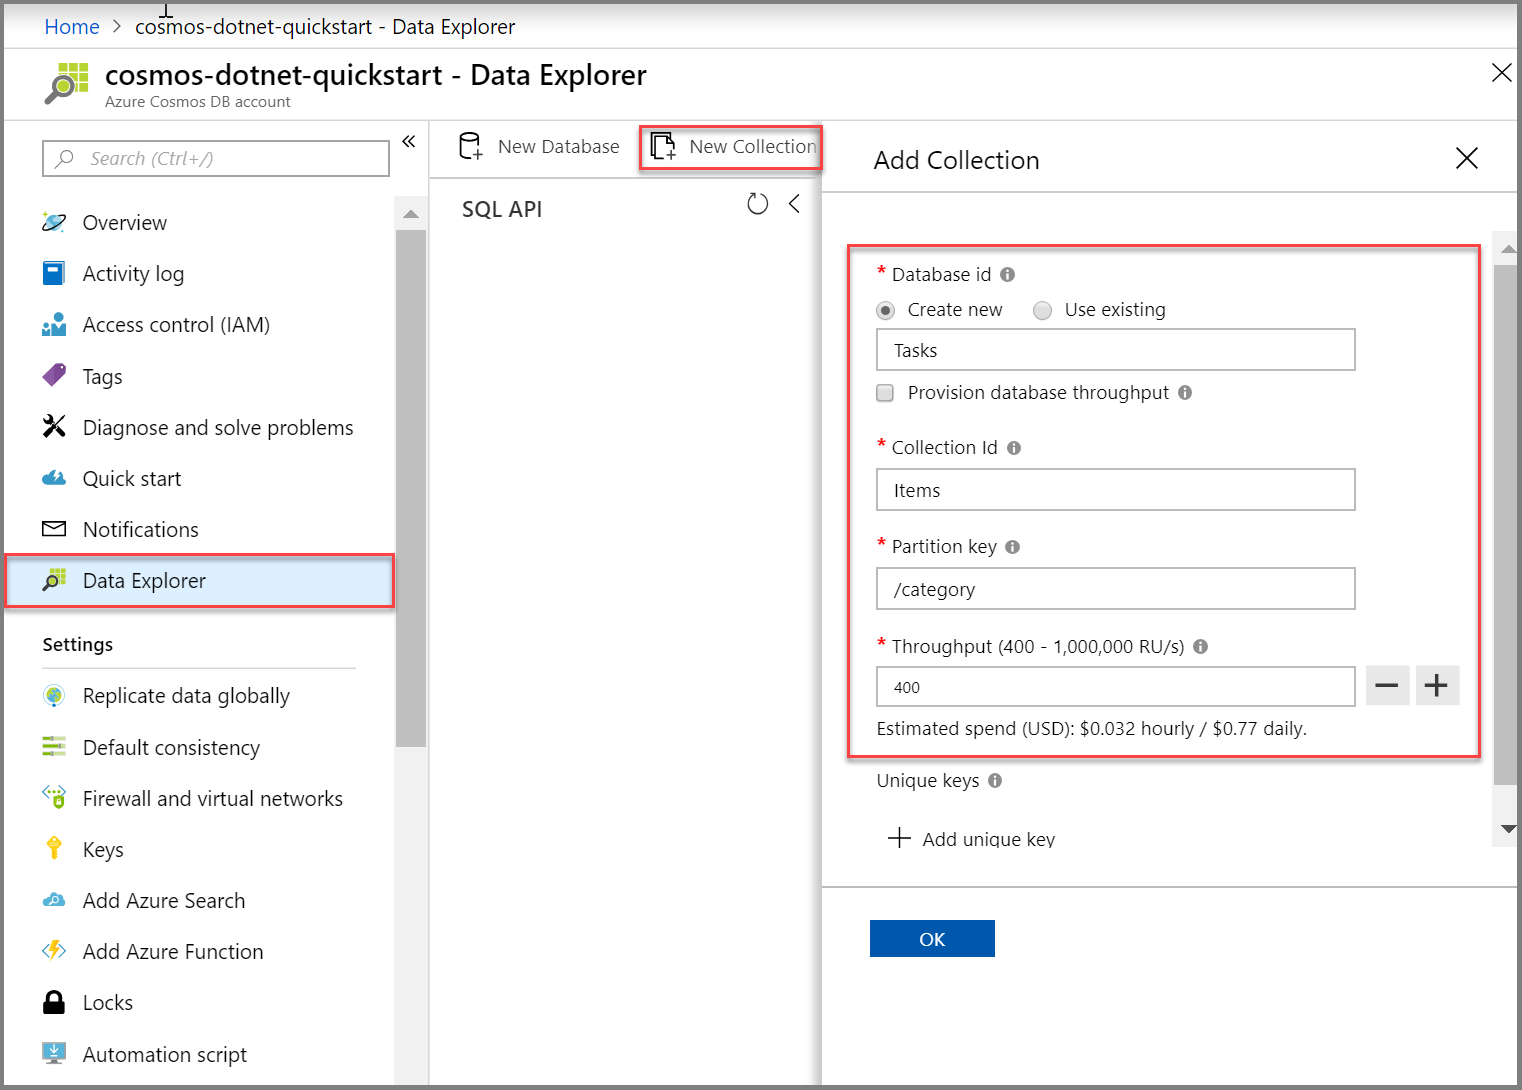 Home > cosmos-dotnet-quickstart - Data Explorer
cosmos-dotnet-quickstart - Data Explorer
Azure Cosmos DB account
Search (Ctrl+/)
Overview
Activity log
Access control (IAM)
Tags
Diagnose and solve problems
Quick start
Notifications
Data Explorer
Settings
Replicate data globally
Default consistency
Firewall and virtual networks
Keys
Add Azure Search
Add Azure Function
Locks
Automation script
New Database
New Collection
SQL API
Add Collection
* Database id
Create new
Use existing
Tasks
Provision database throughput
* Collection Id
Items
* Partition key
/category
* Throughput (400 - 1,000,000 RU/s)
400
Estimated spend (USD): $0.032 hourly / $0.77 daily.
Unique keys
Add unique key
OK